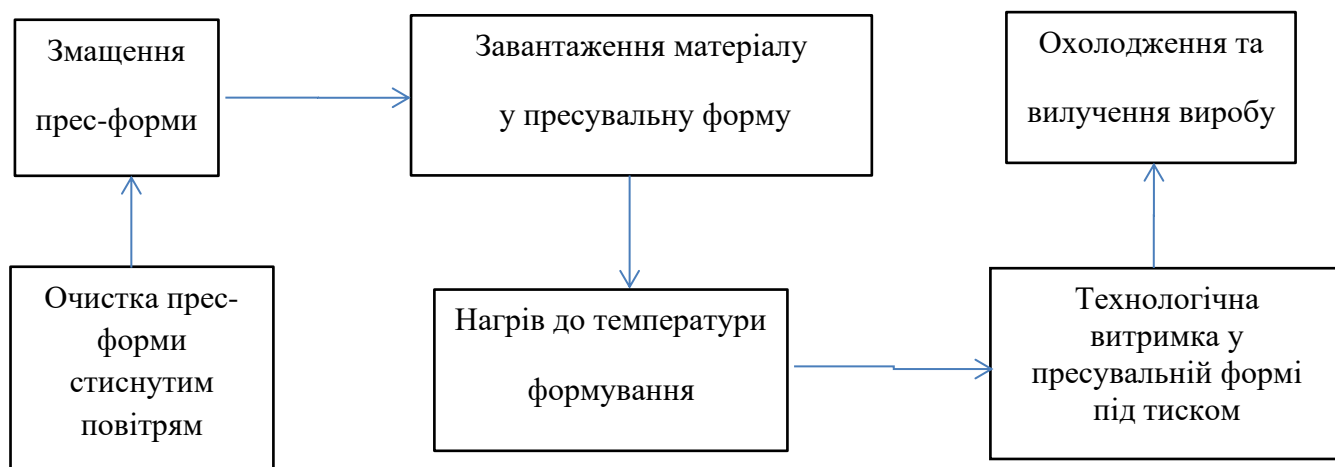 Змащення
прес-форми
Завантаження матеріалу
у пресувальну форму
Охолодження та
вилучення виробу
Очистка прес-
форми
стиснутим
повітрям
Нагрів до температури
формування
Технологічна
витримка у
пресувальній формі
під тиском